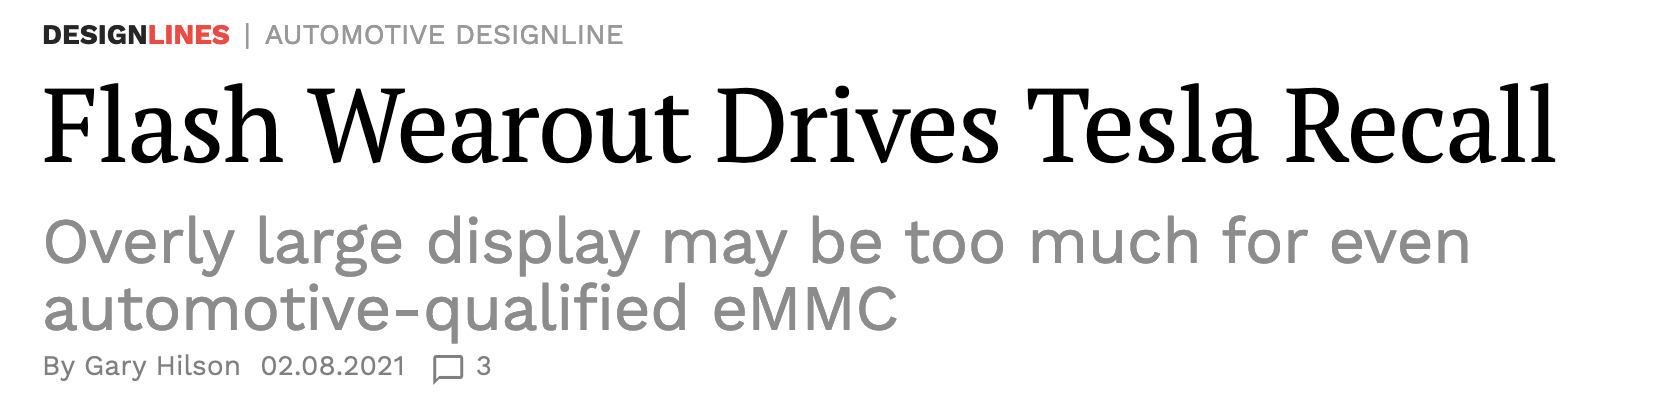 DESIGNLINES | AUTOMOTIVE DESIGNLINE
Flash Wearout Drives Tesla Recall
Overly large display may be too much for even
automotive-qualified eMMC
By Gary Hilson 02.08.2021 3